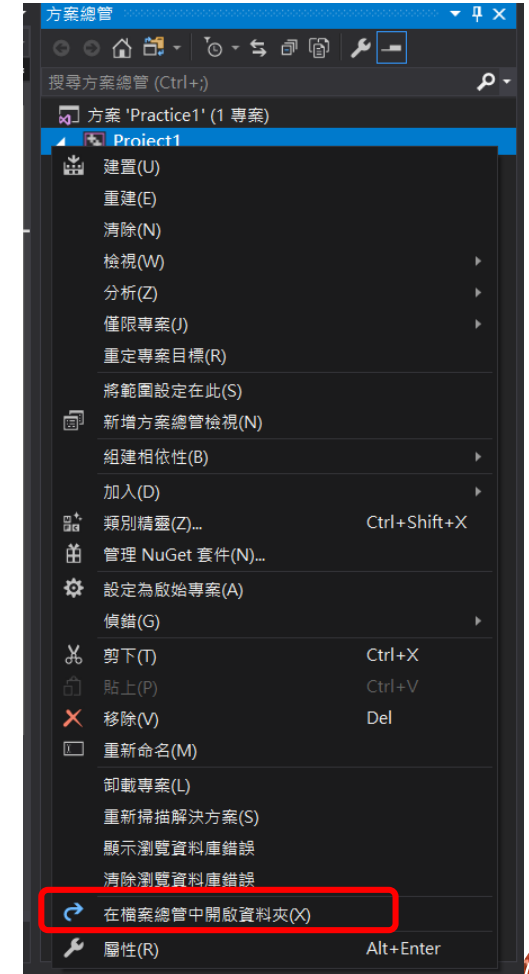 方案總管
搜尋方案總管 (Ctrl+;)
方案 'Practice1' (1 專案)
Project1
建置(U)
重建(E)
清除(N)
檢視(W)
分析(Z)
僅限專案(J)
重定專案目標(R)
將範圍設定在此(S)
新增方案總管檢視(N)
組建相依性(B)
加入(D)
類別精靈(Z)... Ctrl+Shift+X
管理 NuGet 套件(N)...
設定為啟始專案(A)
偵錯(G)
剪下(T) Ctrl+X
貼上(P) Ctrl+V
移除(V) Del
重新命名(M)
卸載專案(L)
重新掃描解決方案(S)
顯示瀏覽資料庫錯誤
清除瀏覽資料庫錯誤
在檔案總管中開啟資料夾(X)
屬性(R) Alt+Enter